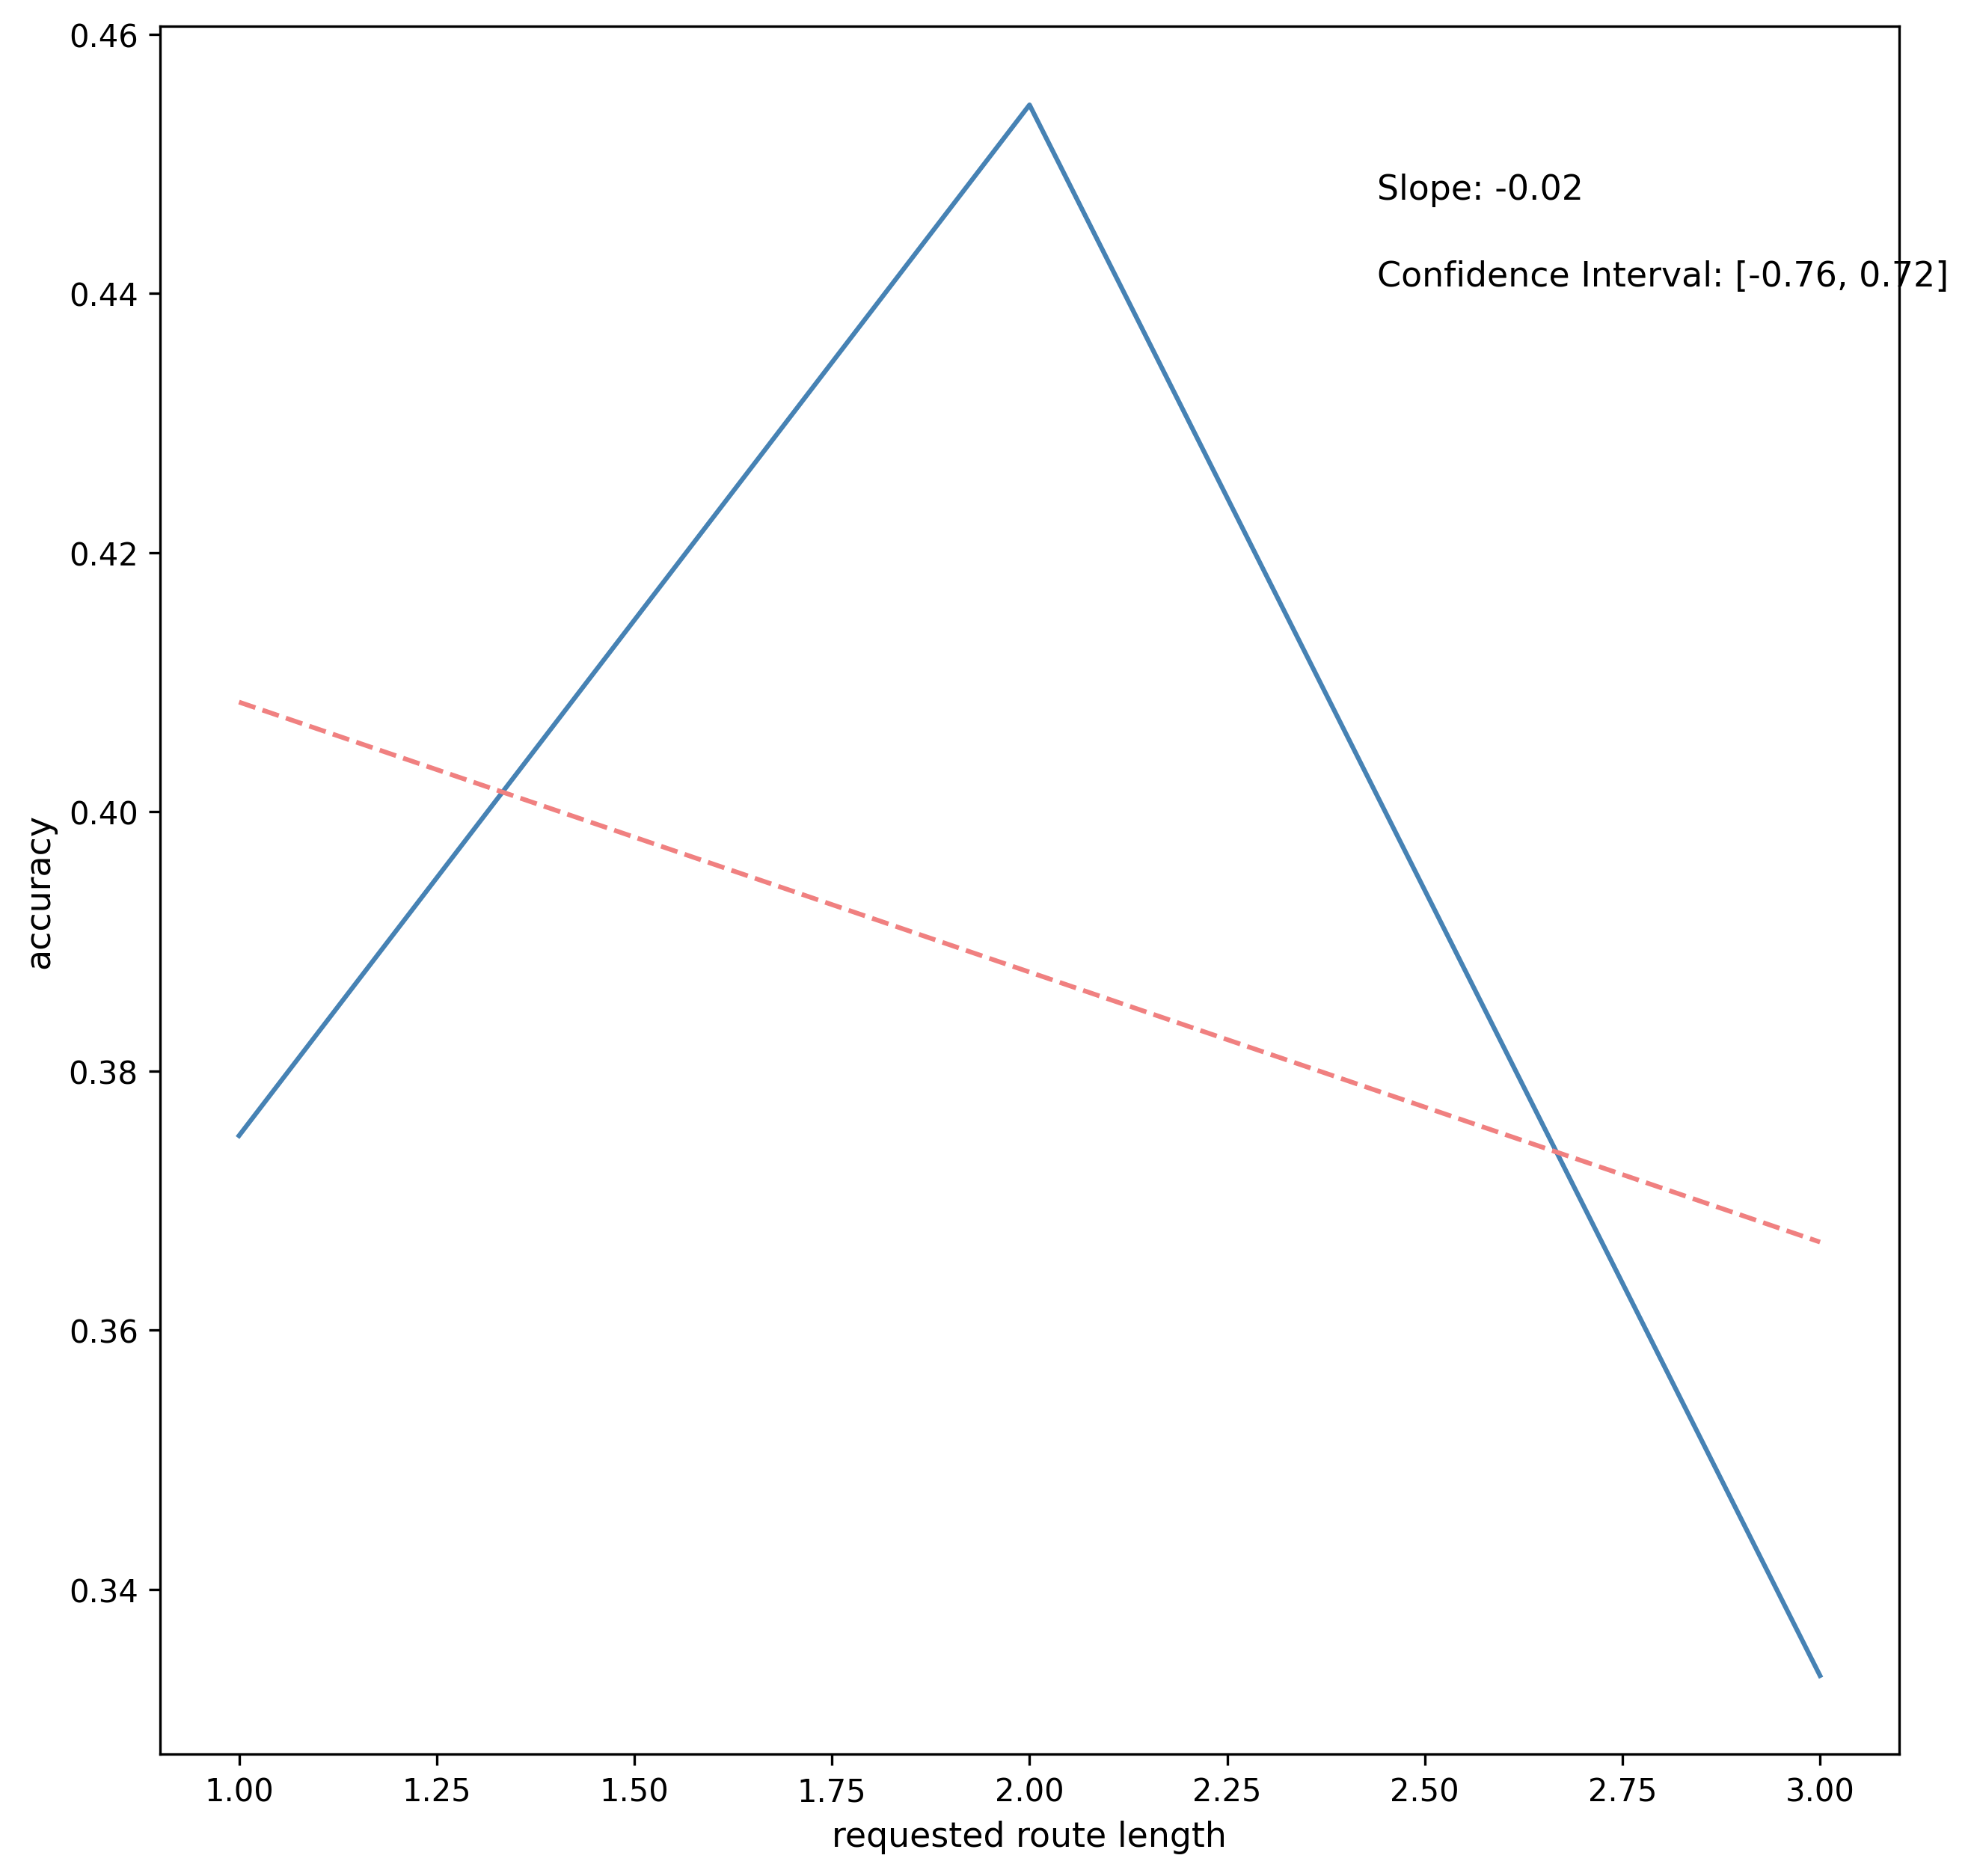 0.46
0.44
0.42
0.40
0.38
0.36
0.34
accuracy
Slope: -0.02
Confidence Interval: [-0.76, 0.72]
1.00 1.25 1.50 1.75 2.00 2.25 2.50 2.75 3.00
requested route length